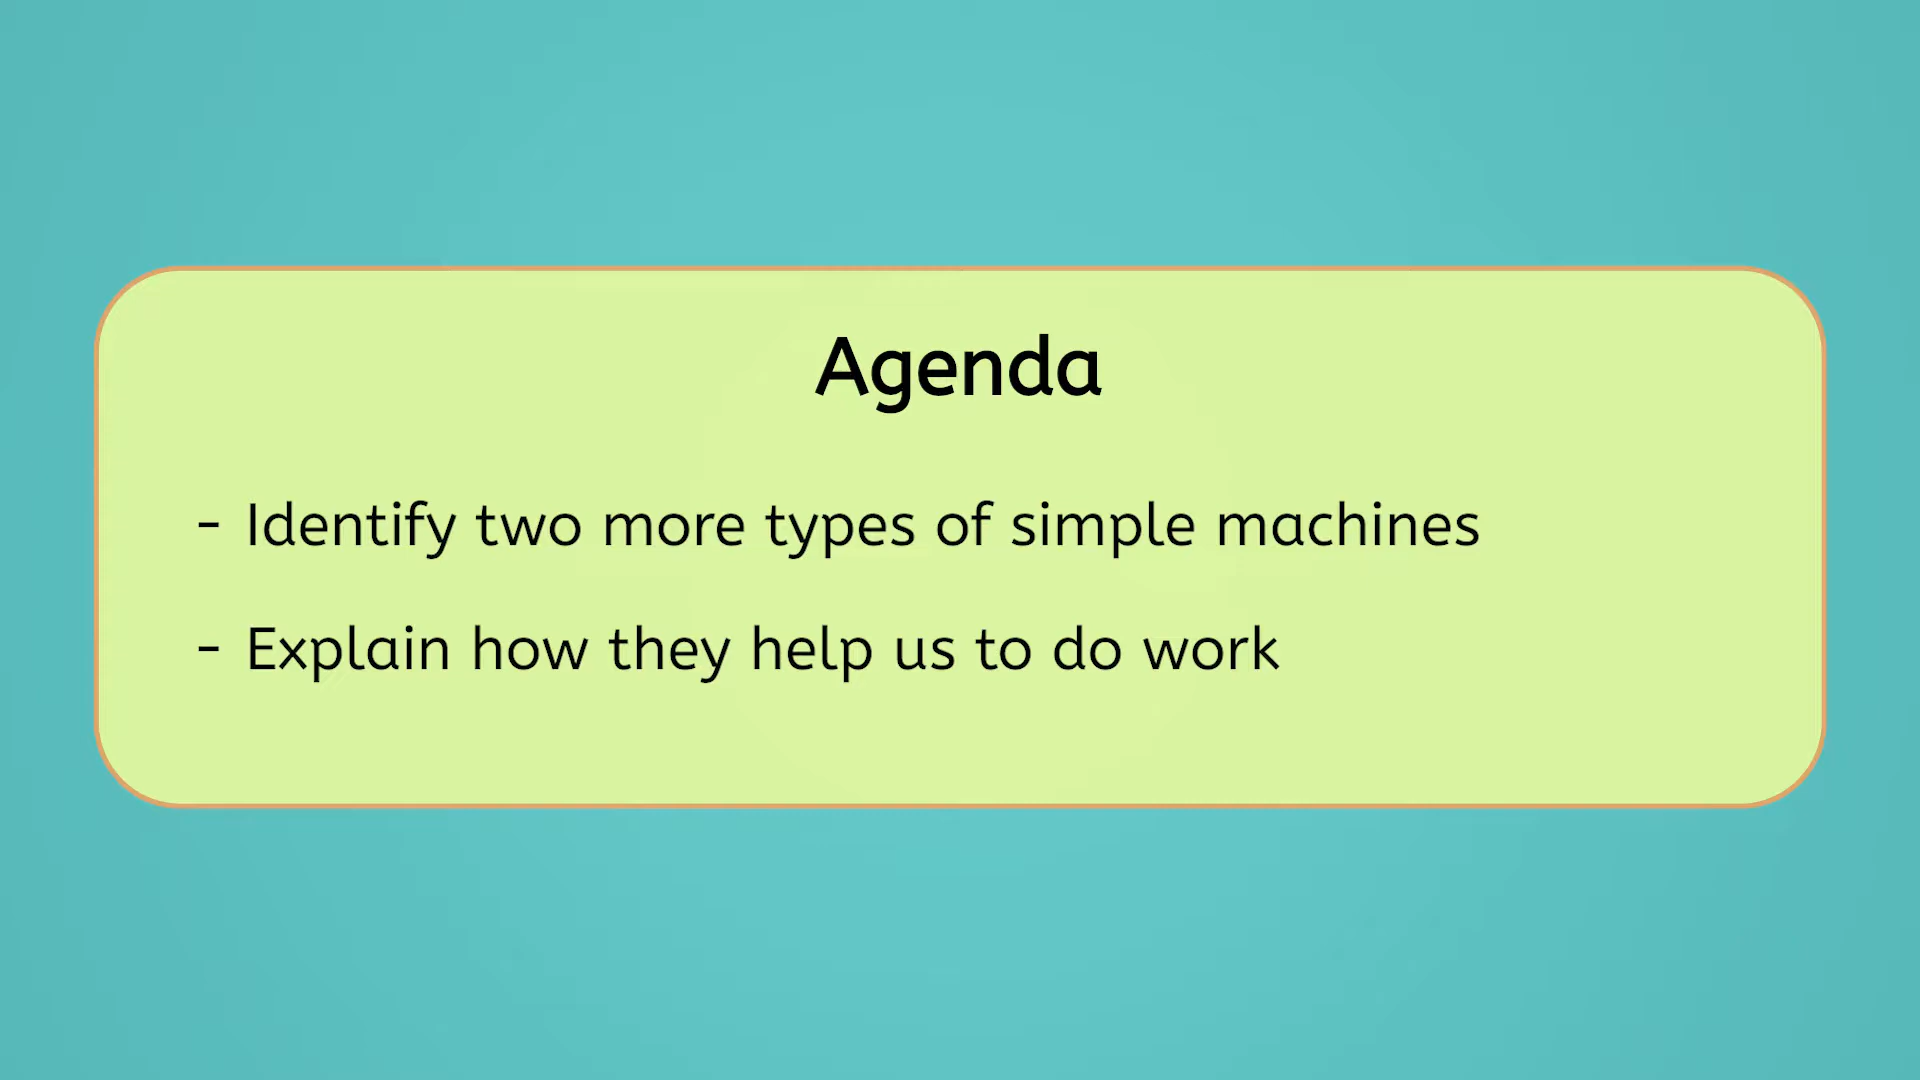 Agenda
- Identify two more types of simple machines
- Explain how they help us to do work